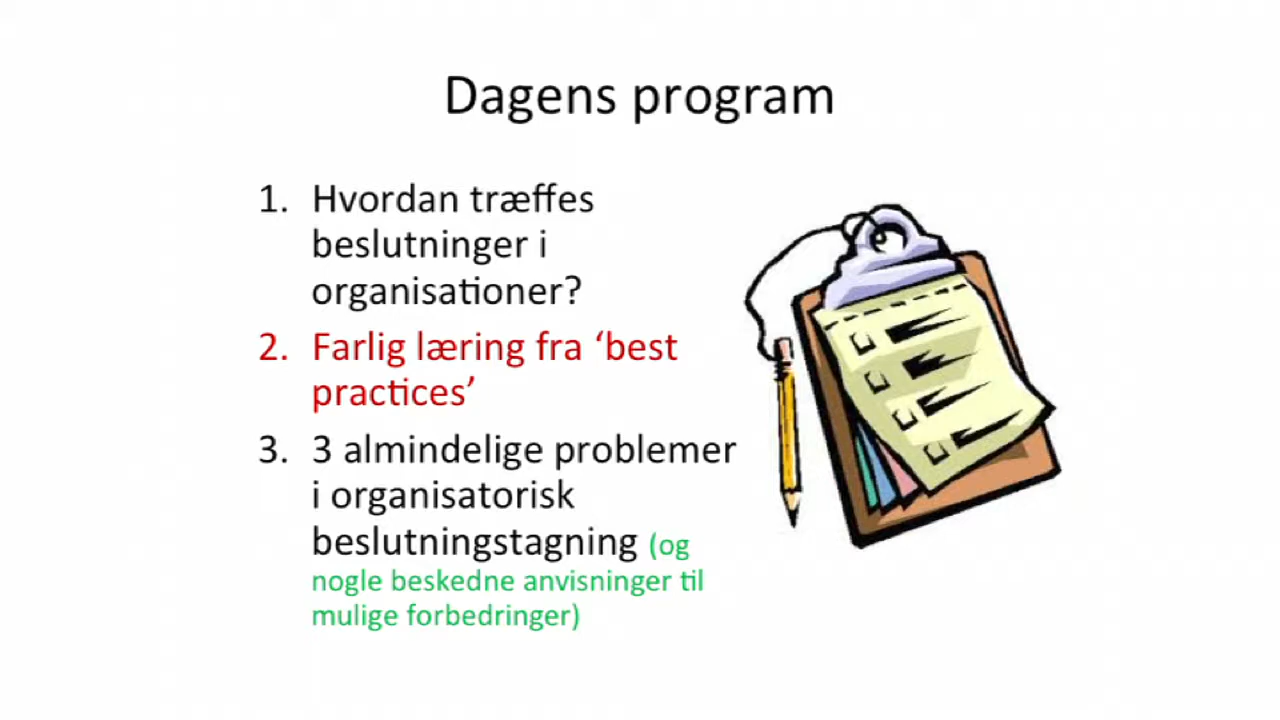 Dagens program
1. Hvordan træffes
beslutninger i
organisationer?
2. Farlig læring fra ‘best
practices’
3. 3 almindelige problemer
i organisatorisk
beslutningstagning (og
nogle beskedne anvisninger til
mulige forbedringer)